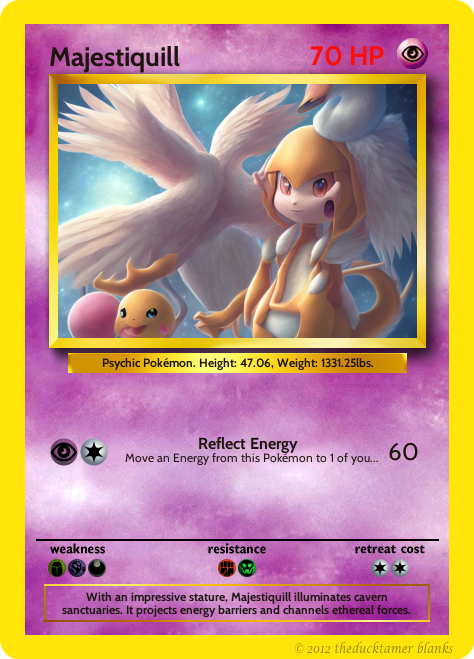 Majestiquill 70 HP
Psychic Pokémon. Height: 47.06, Weight: 1331.25lbs.
Reflect Energy
Move an Energy from this Pokémon to 1 of you... 60
weakness resistance retreat cost
With an impressive stature, Majestiquill illuminates cavern
sanctuaries. It projects energy barriers and channels ethereal forces.
© 2012 theducktamer blanks